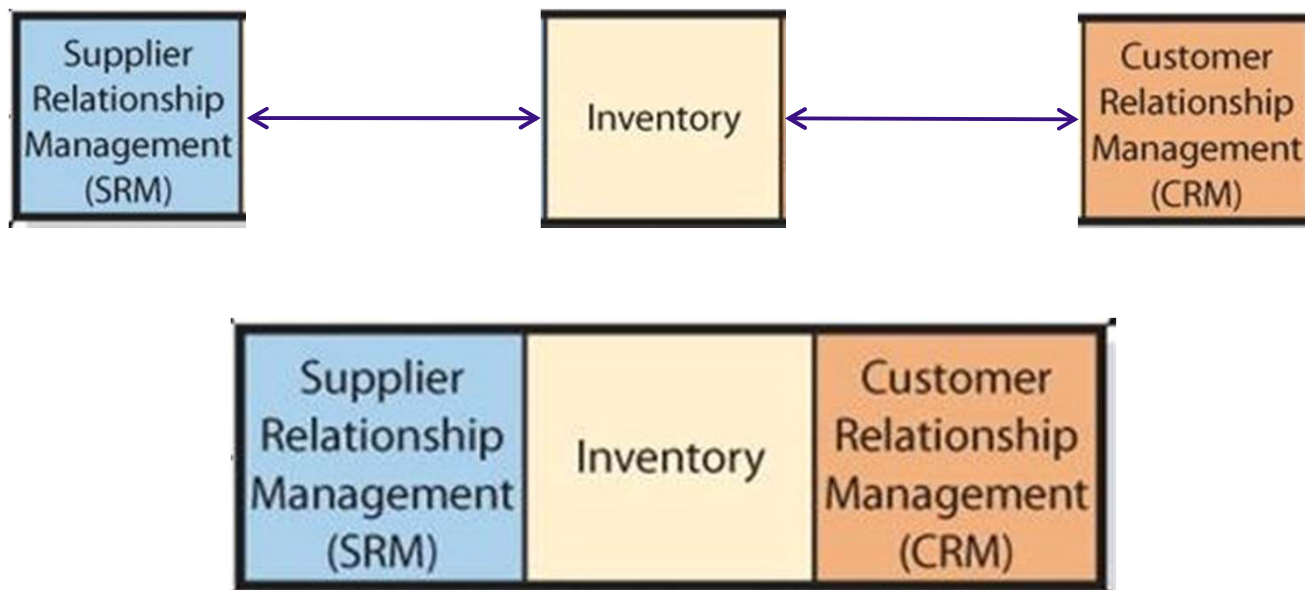 Supplier
Relationship
Management
(SRM)
Inventory
Customer
Relationship
Management
(CRM)
Supplier
Relationship
Management
(SRM)
Inventory
Customer
Relationship
Management
(CRM)